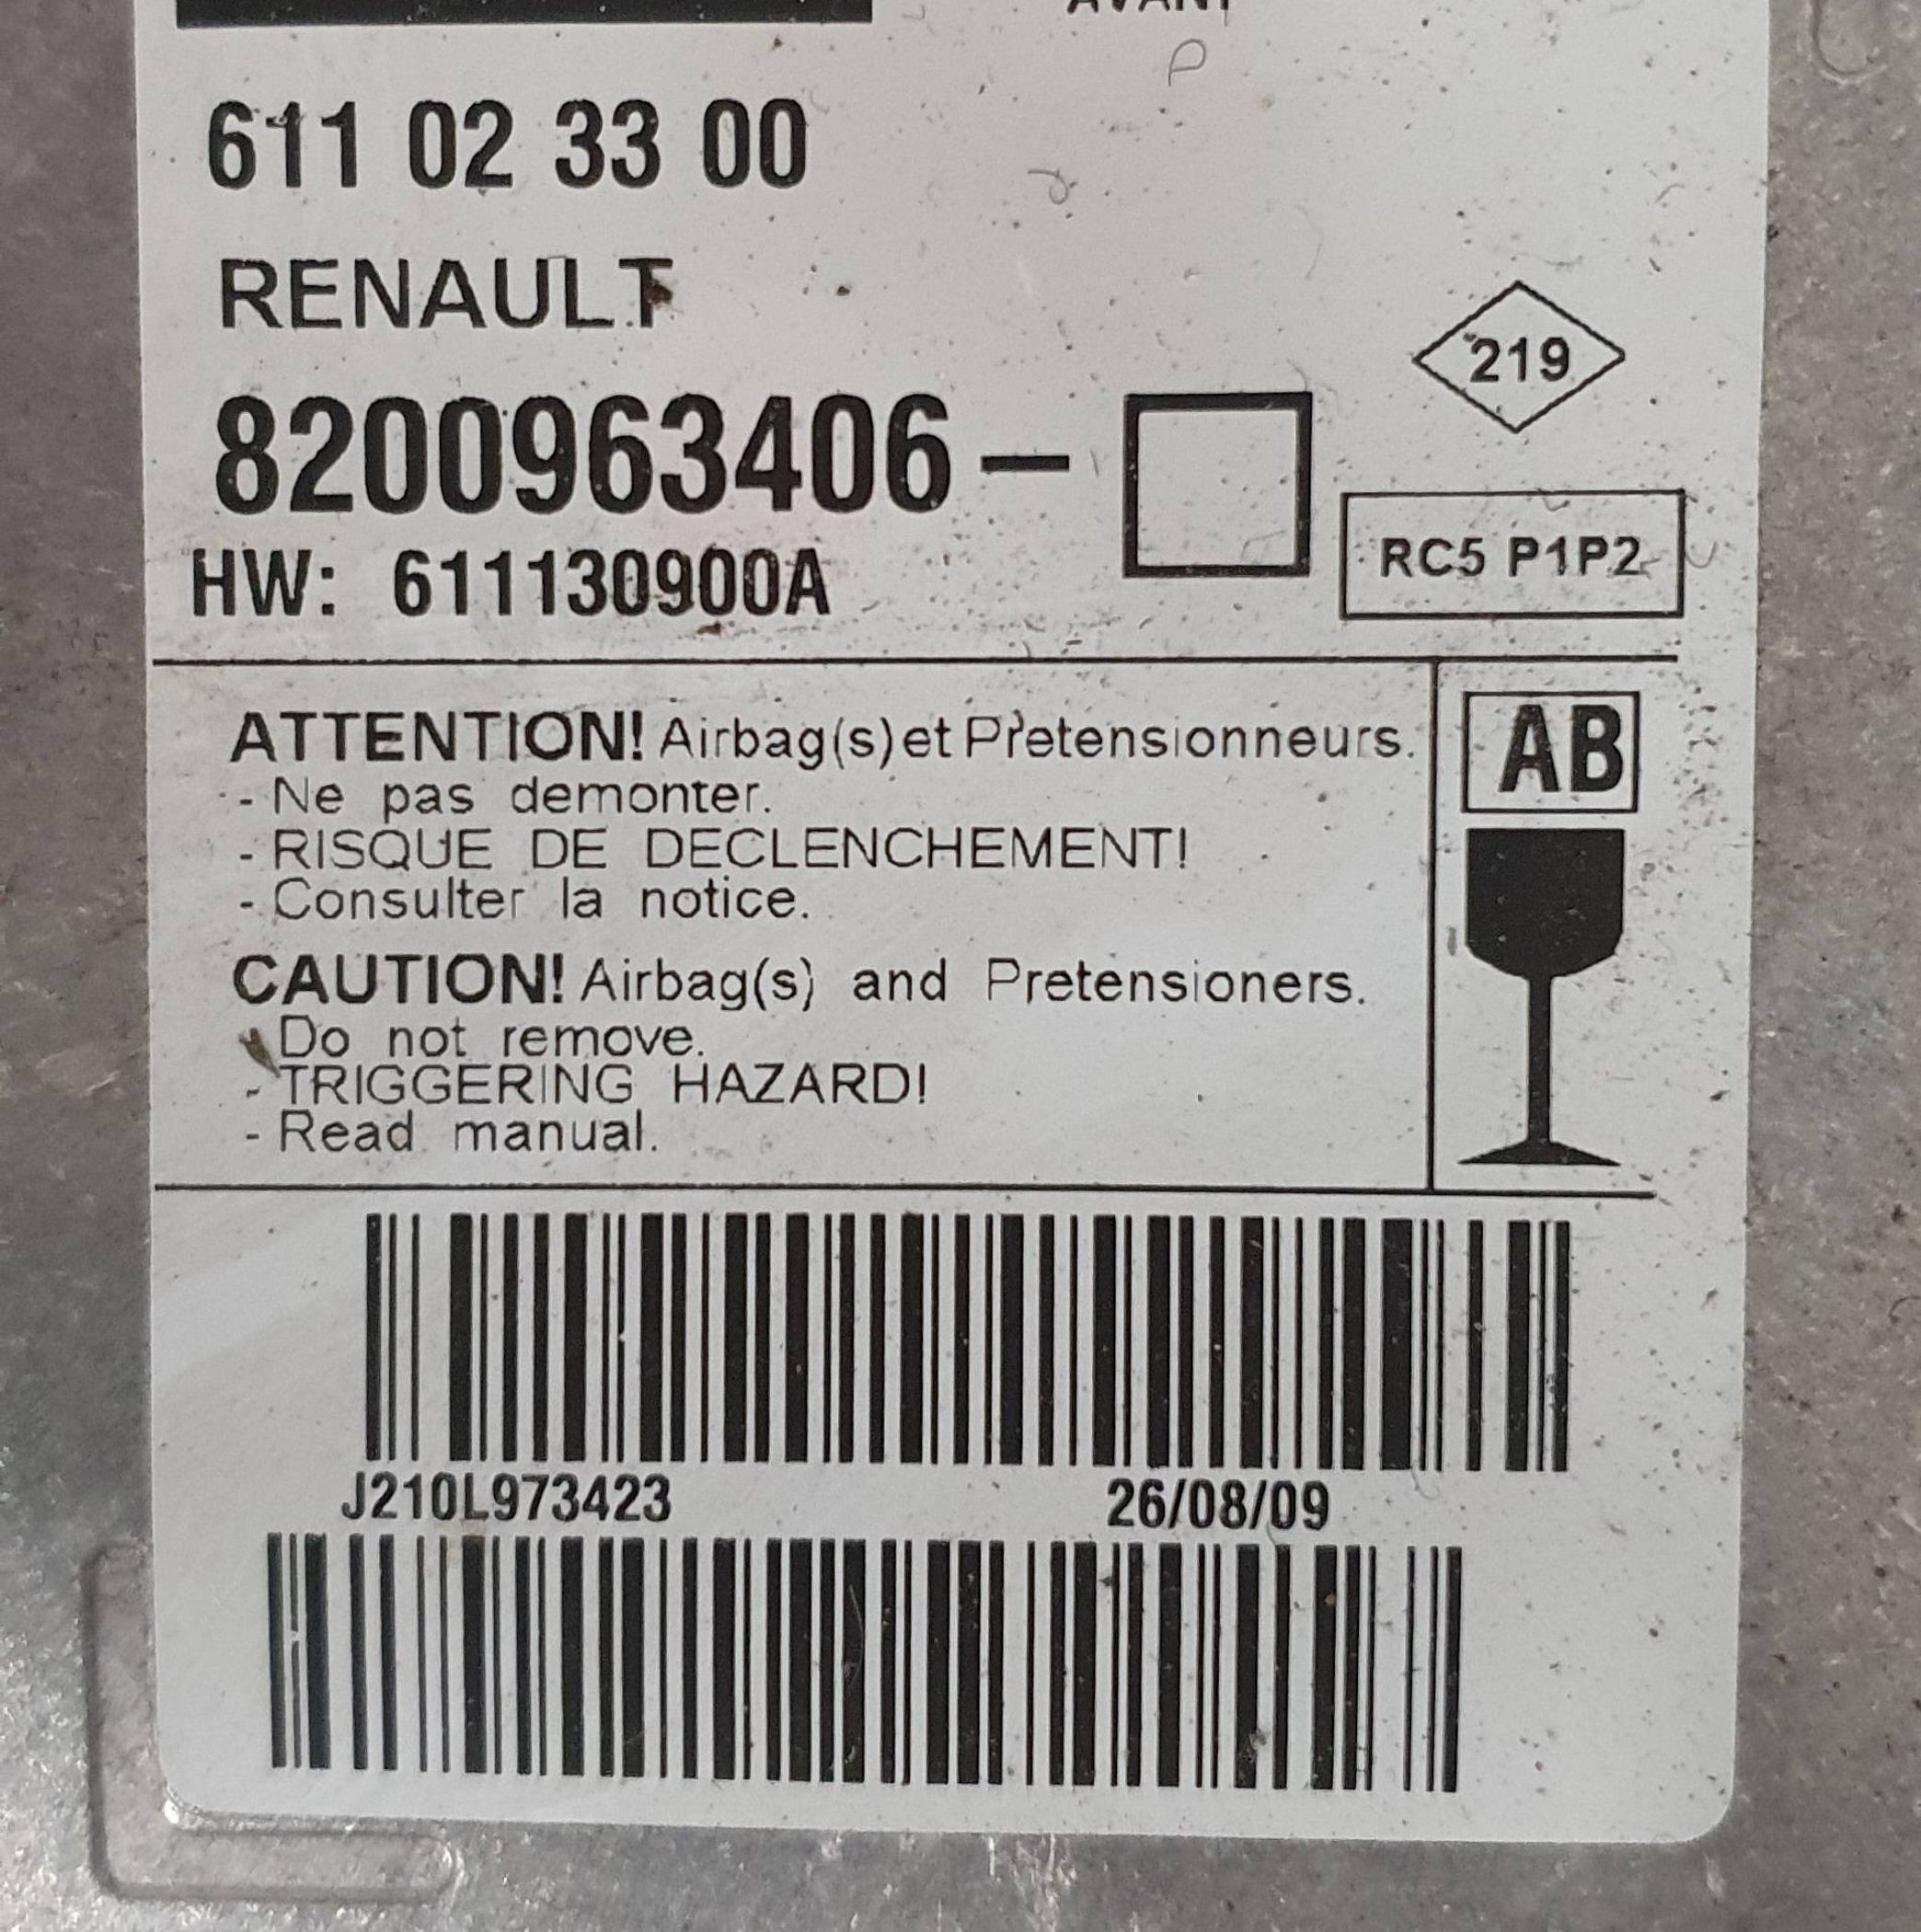 AVANT
611 02 33 00
RENAULT
219
8200963406-
RC5 P1P2
HW: 611130900A
ATTENTION! Airbag(s) et Pretensionneurs.
- Ne pas demonter.
- RISQUE DE DECLENCHEMENT!
- Consulter la notice.
AB
CAUTION! Airbag(s) and Pretensioners.
- Do not remove.
- TRIGGERING HAZARD!
- Read manual.
J210L973423 26/08/09